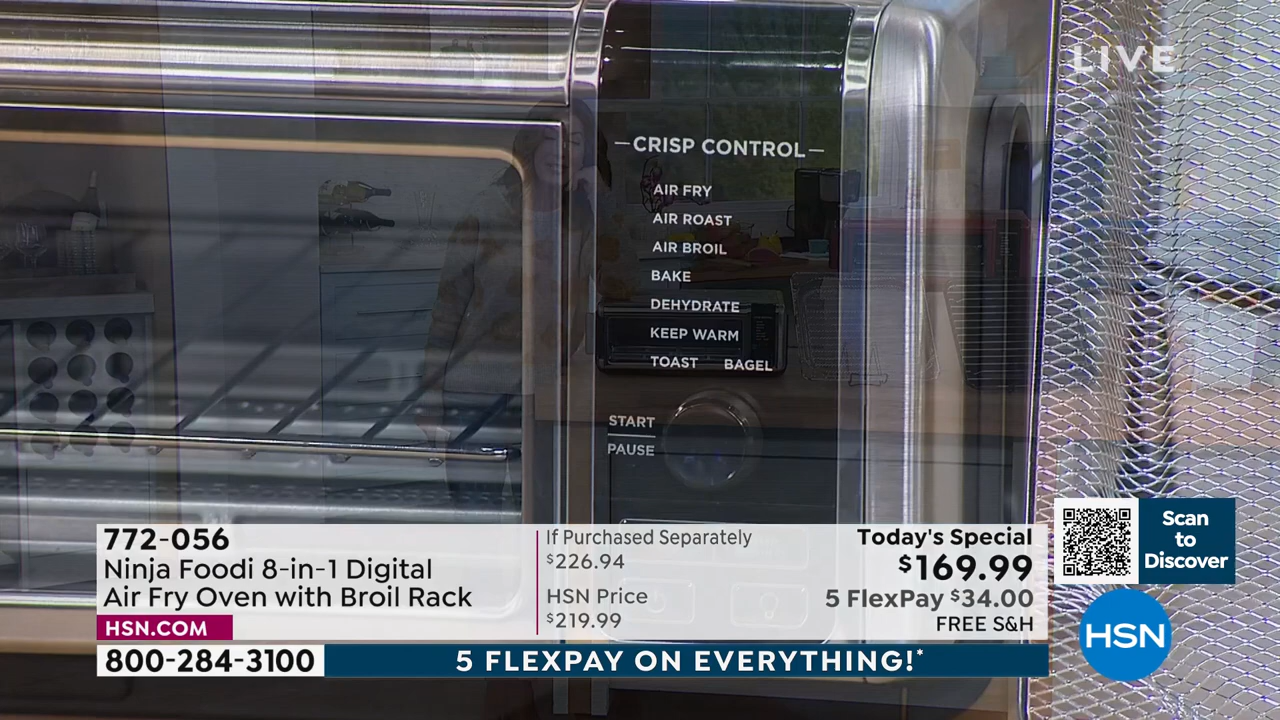 LIVE
—CRISP CONTROL—
AIR FRY
AIR ROAST
AIR BROIL
BAKE
DEHYDRATE
KEEP WARM
TOAST BAGEL
START
PAUSE
772-056
Ninja Foodi 8-in-1 Digital
Air Fry Oven with Broil Rack
HSN.COM
If Purchased Separately
$226.94
HSN Price
$219.99
Today's Special
$169.99
5 FlexPay $34.00
FREE S&H
Scan
to
Discover
HSN
800-284-3100
5 FLEXPAY ON EVERYTHING!*